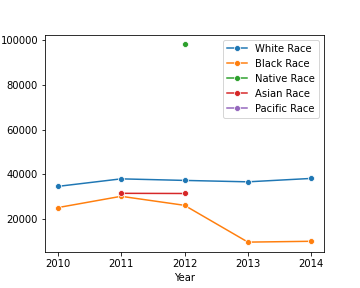 100000
80000
60000
40000
20000
2010 2011 2012 2013 2014
Year
White Race
Black Race
Native Race
Asian Race
Pacific Race